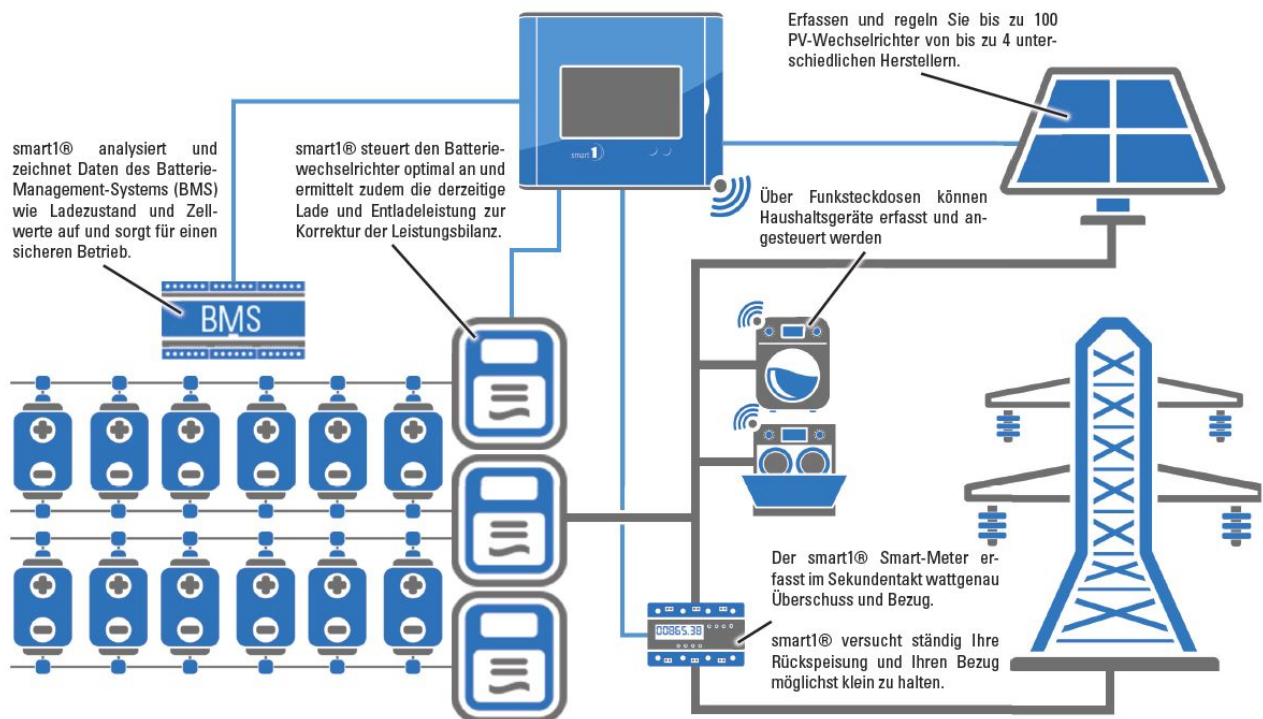 Erfassen und regeln Sie bis zu 100
PV-Wechselrichter von bis zu 4 unter-
schiedlichen Herstellern.
smart1® analysiert und
zeichnet Daten des Batterie-
Management-Systems (BMS)
wie Ladezustand und Zell-
werte auf und sorgt für einen
sicheren Betrieb.
smart1® steuert den Batterie-
wechselrichter optimal an und
ermittelt zudem die derzeitige
Lade und Entladeleistung zur
Korrektur der Leistungsbilanz.
smart 1
Über Funksteckdosen können
Haushaltsgeräte erfasst und an-
gesteuert werden
BMS
Der smart1® Smart-Meter er-
fasst im Sekundentakt wattgenau
Überschuss und Bezug.
00865.38
smart1® versucht ständig Ihre
Rückspeisung und Ihren Bezug
möglichst klein zu halten.